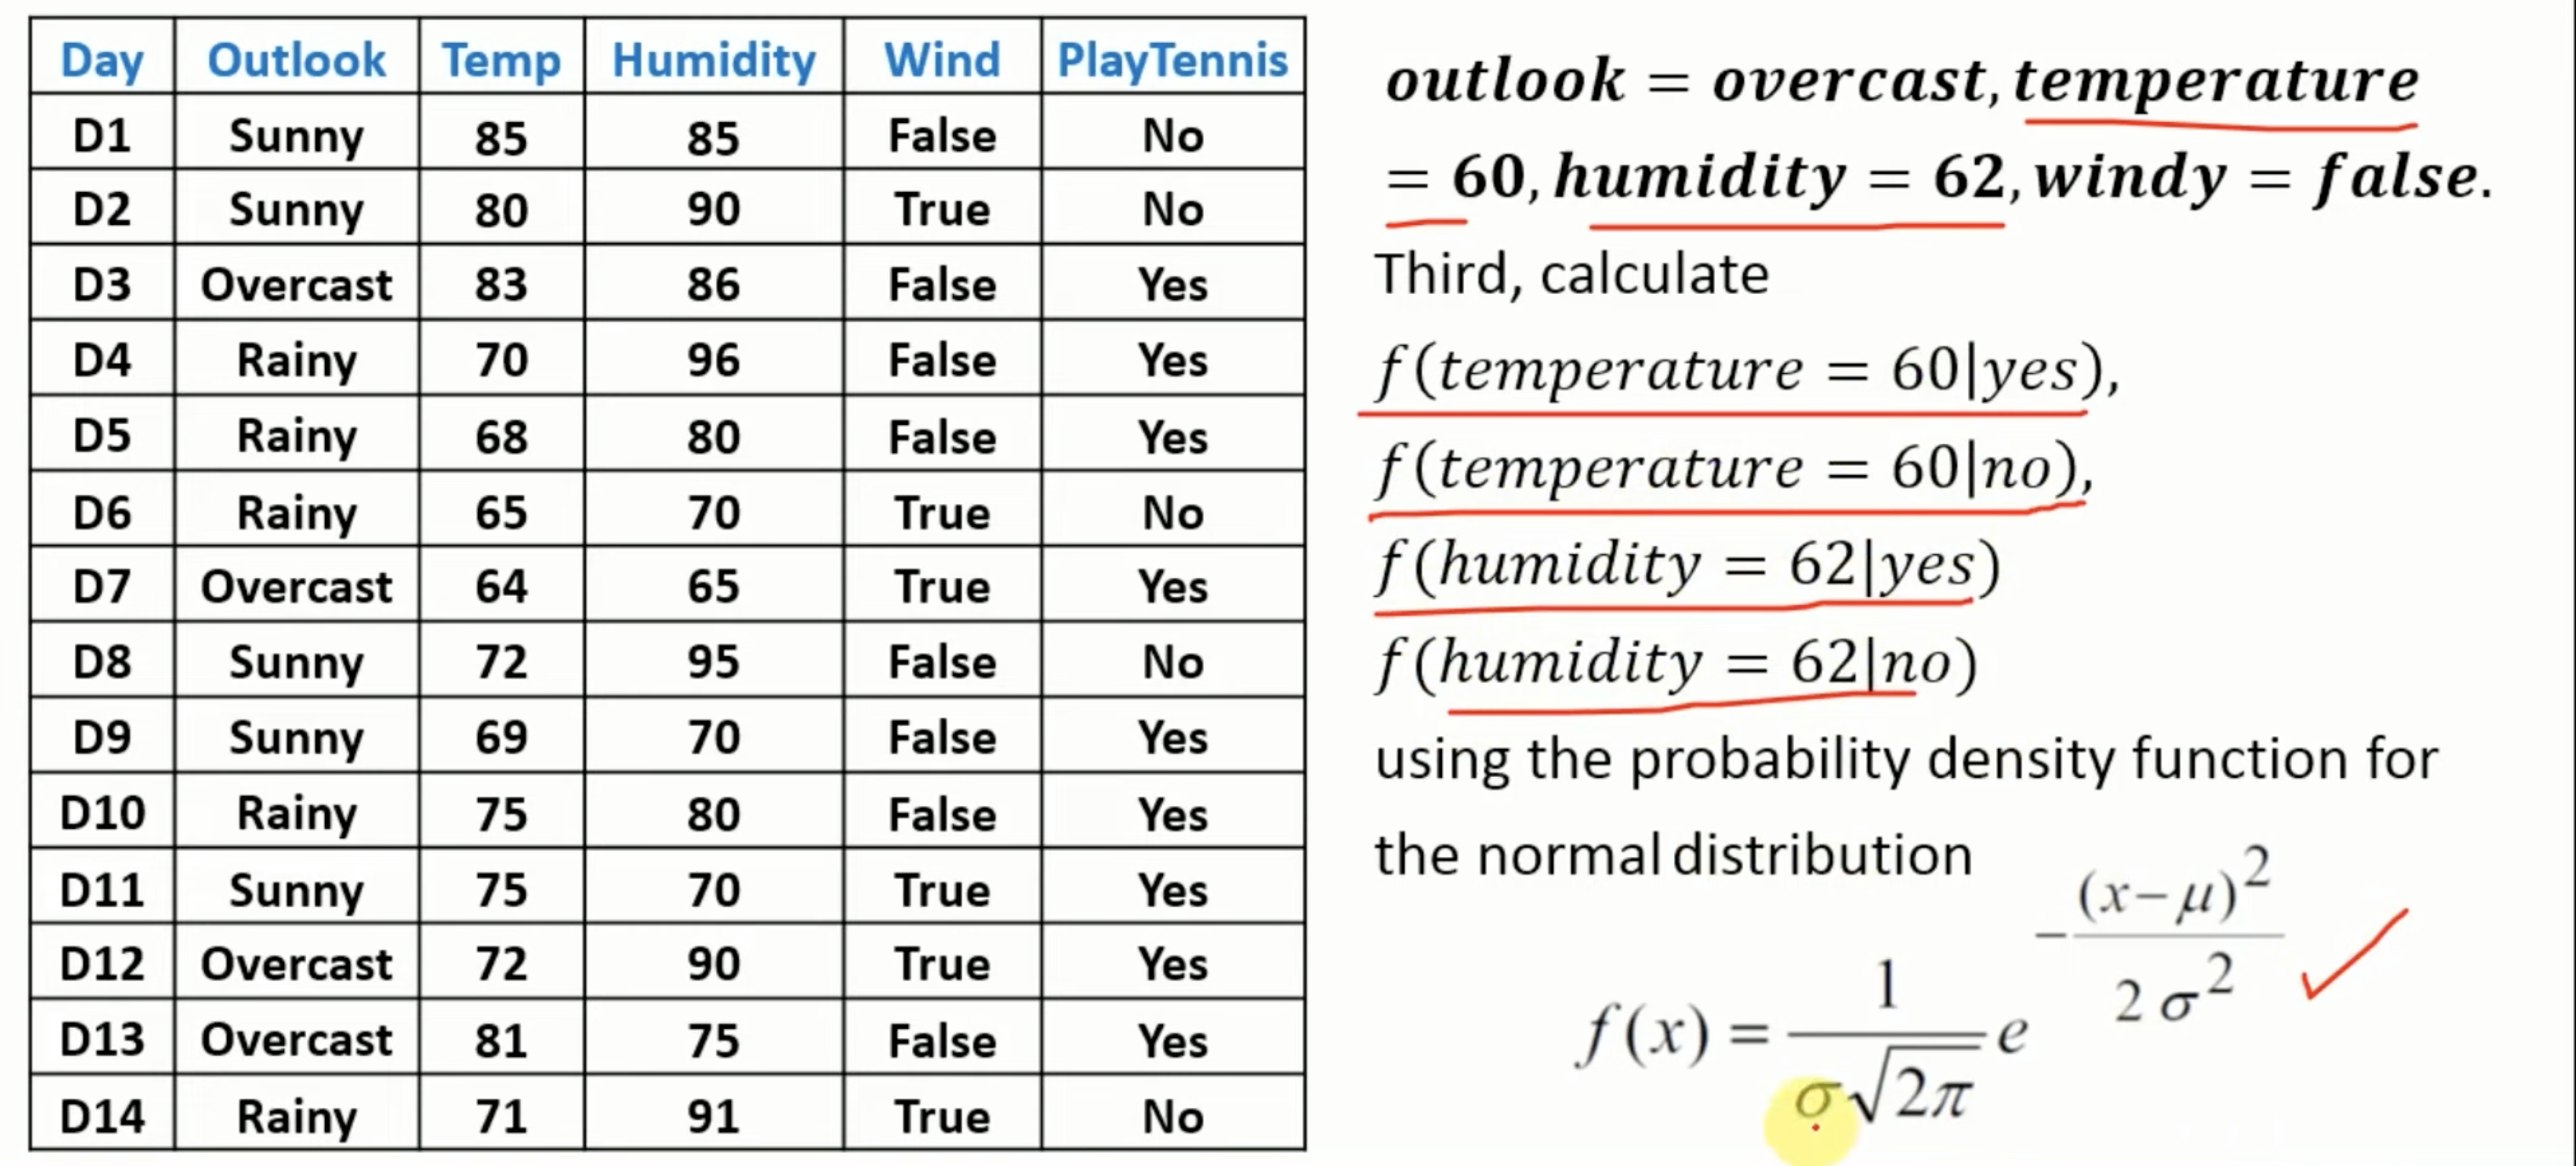 Day Outlook Temp Humidity Wind PlayTennis
D1 Sunny 85 85 False No
D2 Sunny 80 90 True No
D3 Overcast 83 86 False Yes
D4 Rainy 70 96 False Yes
D5 Rainy 68 80 False Yes
D6 Rainy 65 70 True No
D7 Overcast 64 65 True Yes
D8 Sunny 72 95 False No
D9 Sunny 69 70 False Yes
D10 Rainy 75 80 False Yes
D11 Sunny 75 70 True Yes
D12 Overcast 72 90 True Yes
D13 Overcast 81 75 False Yes
D14 Rainy 71 91 True No
outlook = overcast, temperature
= 60, humidity = 62, windy = false.
Third, calculate
f(temperature = 60|yes),
f(temperature = 60|no),
f(humidity = 62|yes)
f(humidity = 62|no)
using the probability density function for
the normal distribution
f(x) = 1/(σ√2π) e^(−(x−μ)²/(2σ²))